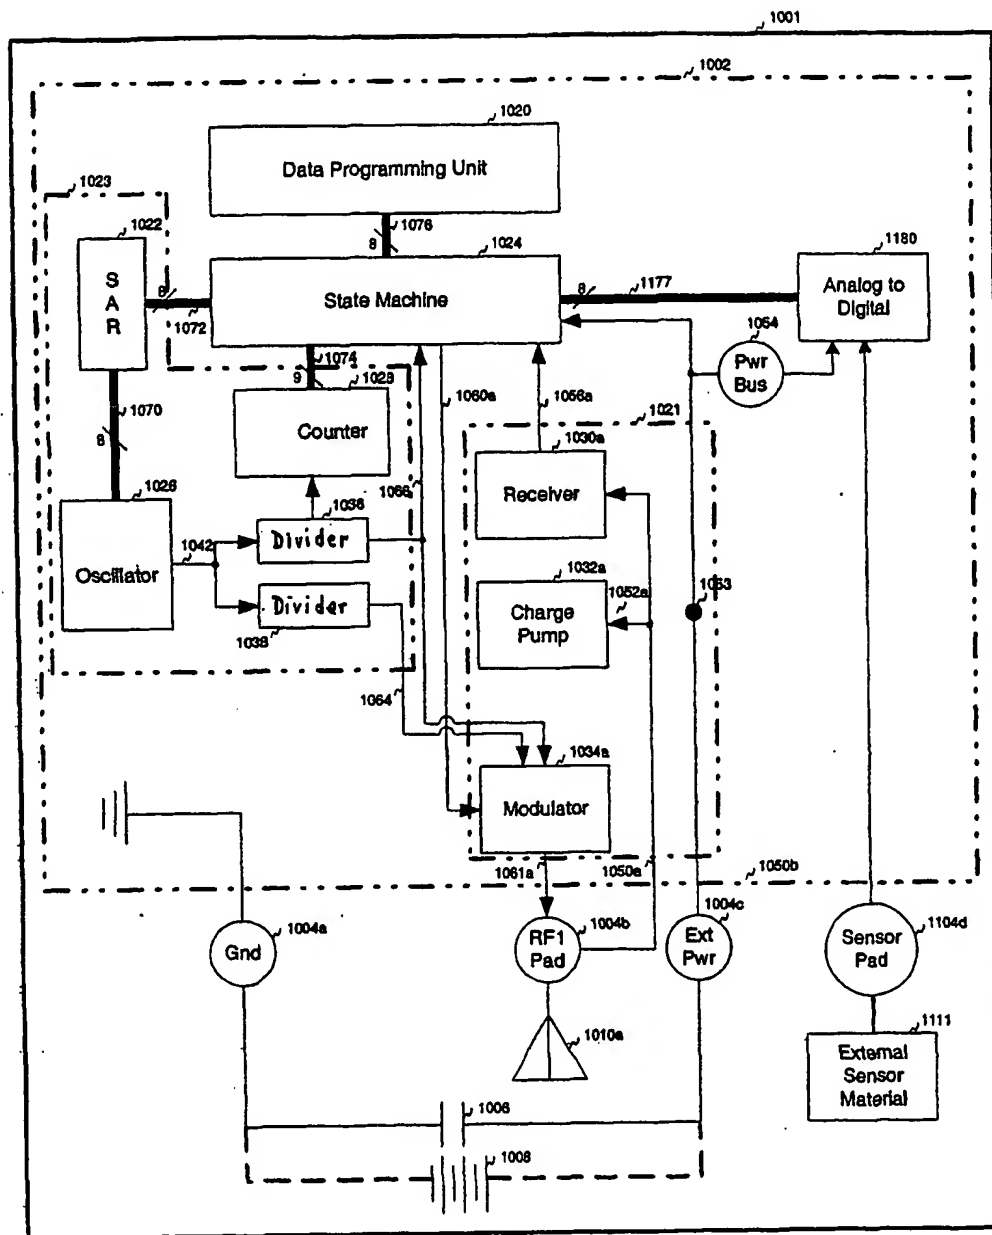 1001
1002
1020
Data Programming Unit
1023
1022
S
A
R
8
1072
1076
8
1024
State Machine
8
1177
1180
Analog to
Digital
1054
Pwr
Bus
1074
9
1028
Counter
1060a
1056a
1021
1070
8
1066
1030a
Receiver
1026
Oscillator
1042
1036
Divider
Divider
1038
1032a
Charge
Pump
1052a
1053
1064
1034a
Modulator
1061a
1050a
1050b
1004a
Gnd
1004b
RF1
Pad
1004c
Ext
Pwr
1104d
Sensor
Pad
1010a
1111
External
Sensor
Material
1006
1008